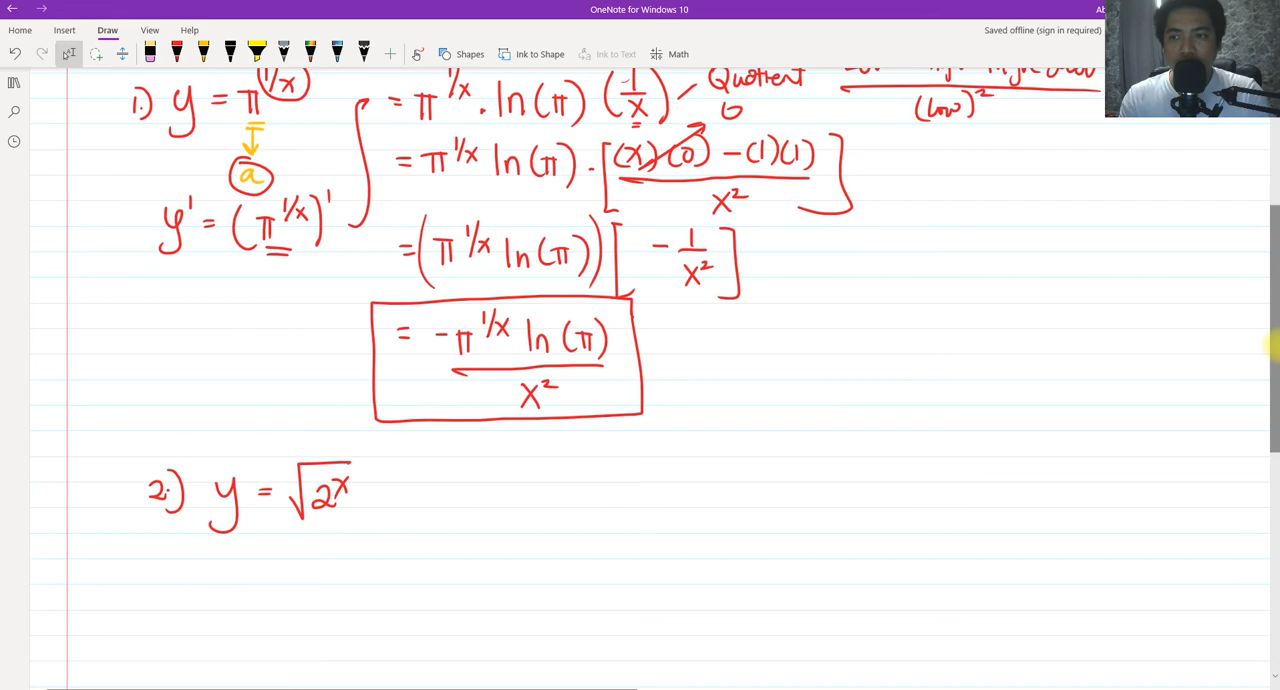 OneNote for Windows 10
Ab
Home Insert Draw View Help
Saved offline (sign in required)
Shapes Ink to Shape Ink to Text Math
1.) y = π^(1/x)
= π^1/x · ln(π) (1/x)
Quotient
(low)²
a
= π^1/x ln(π) · [(x)(0) - (1)(1) / x²]
y' = (π^1/x)'
= (π^1/x ln(π)) [ - 1/x² ]
= -π^1/x ln(π) / x²
2.) y = √2^x